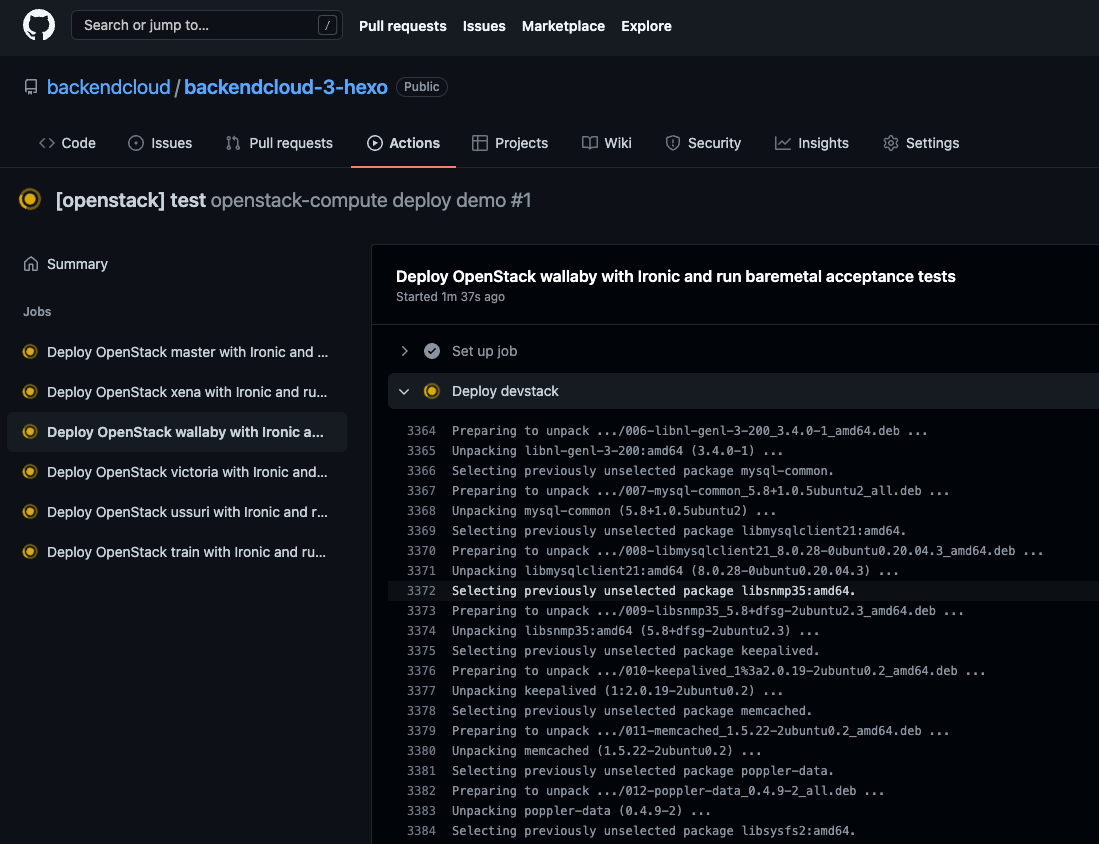 Search or jump to... /
Pull requests Issues Marketplace Explore
backendcloud / backendcloud-3-hexo Public
Code Issues Pull requests Actions Projects Wiki Security Insights Settings
[openstack] test openstack-compute deploy demo #1
Summary
Jobs
Deploy OpenStack master with Ironic and ...
Deploy OpenStack xena with Ironic and ru...
Deploy OpenStack wallaby with Ironic a...
Deploy OpenStack victoria with Ironic and...
Deploy OpenStack ussuri with Ironic and r...
Deploy OpenStack train with Ironic and ru...
Deploy OpenStack wallaby with Ironic and run baremetal acceptance tests
Started 1m 37s ago
Set up job
Deploy devstack
3364 Preparing to unpack .../006-libnl-genl-3-200_3.4.0-1_amd64.deb ...
3365 Unpacking libnl-genl-3-200:amd64 (3.4.0-1) ...
3366 Selecting previously unselected package mysql-common.
3367 Preparing to unpack .../007-mysql-common_5.8+1.0.5ubuntu2_all.deb ...
3368 Unpacking mysql-common (5.8+1.0.5ubuntu2) ...
3369 Selecting previously unselected package libmysqlclient21:amd64.
3370 Preparing to unpack .../008-libmysqlclient21_8.0.28-0ubuntu0.20.04.3_amd64.deb ...
3371 Unpacking libmysqlclient21:amd64 (8.0.28-0ubuntu0.20.04.3) ...
3372 Selecting previously unselected package libsnmp35:amd64.
3373 Preparing to unpack .../009-libsnmp35_5.8+dfsg-2ubuntu2.3_amd64.deb ...
3374 Unpacking libsnmp35:amd64 (5.8+dfsg-2ubuntu2.3) ...
3375 Selecting previously unselected package keepalived.
3376 Preparing to unpack .../010-keepalived_1%3a2.0.19-2ubuntu0.2_amd64.deb ...
3377 Unpacking keepalived (1:2.0.19-2ubuntu0.2) ...
3378 Selecting previously unselected package memcached.
3379 Preparing to unpack .../011-memcached_1.5.22-2ubuntu0.2_amd64.deb ...
3380 Unpacking memcached (1.5.22-2ubuntu0.2) ...
3381 Selecting previously unselected package poppler-data.
3382 Preparing to unpack .../012-poppler-data_0.4.9-2_all.deb ...
3383 Unpacking poppler-data (0.4.9-2) ...
3384 Selecting previously unselected package libsysfs2:amd64.